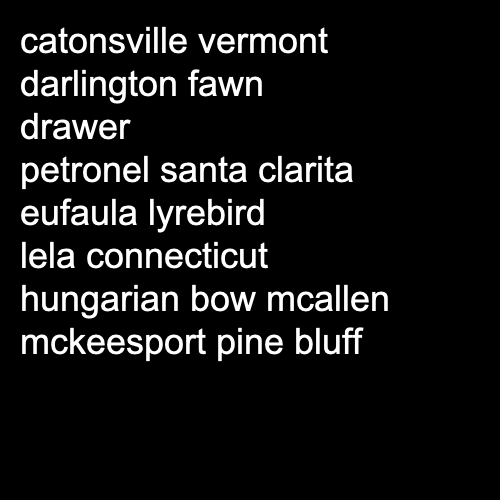 catonsville vermont
darlington fawn
drawer
petronel santa clarita
eufaula lyrebird
lela connecticut
hungarian bow mcallen
mckeesport pine bluff